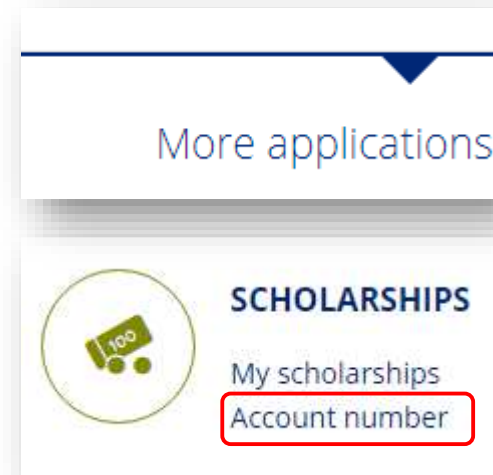 More applications
SCHOLARSHIPS
100
My scholarships
Account number